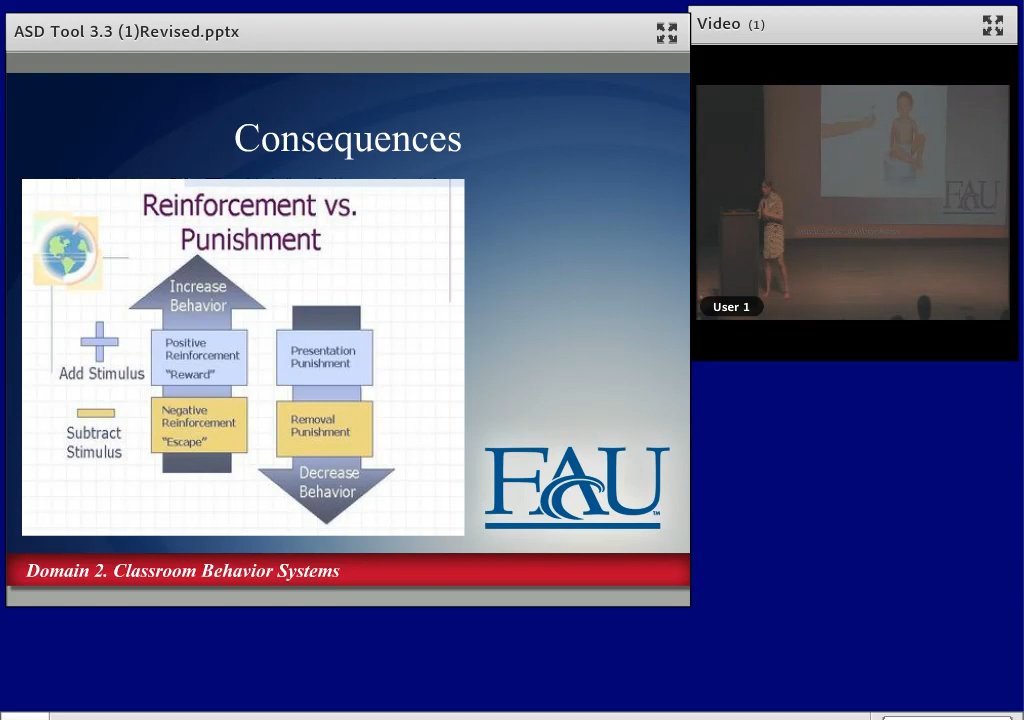 ASD Tool 3.3 (1)Revised.pptx
Video (1)
Consequences
Reinforcement vs.
Punishment
Increase
Behavior
Add Stimulus
Positive
Reinforcement
"Reward"
Presentation
Punishment
Subtract
Stimulus
Negative
Reinforcement
"Escape"
Removal
Punishment
Decrease
Behavior
FAU
TM
Domain 2. Classroom Behavior Systems
FAU
User 1